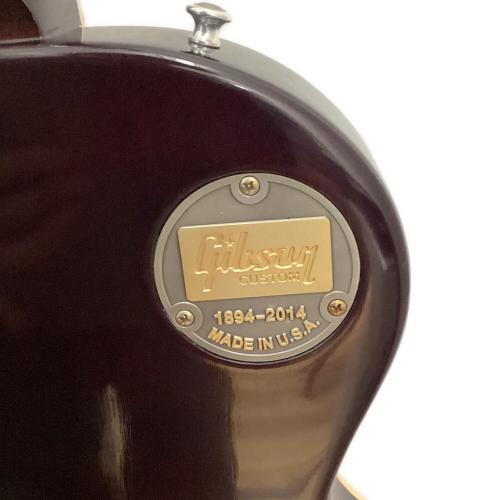 Gibson
CUSTOM
1894-2014
MADE IN U.S.A.